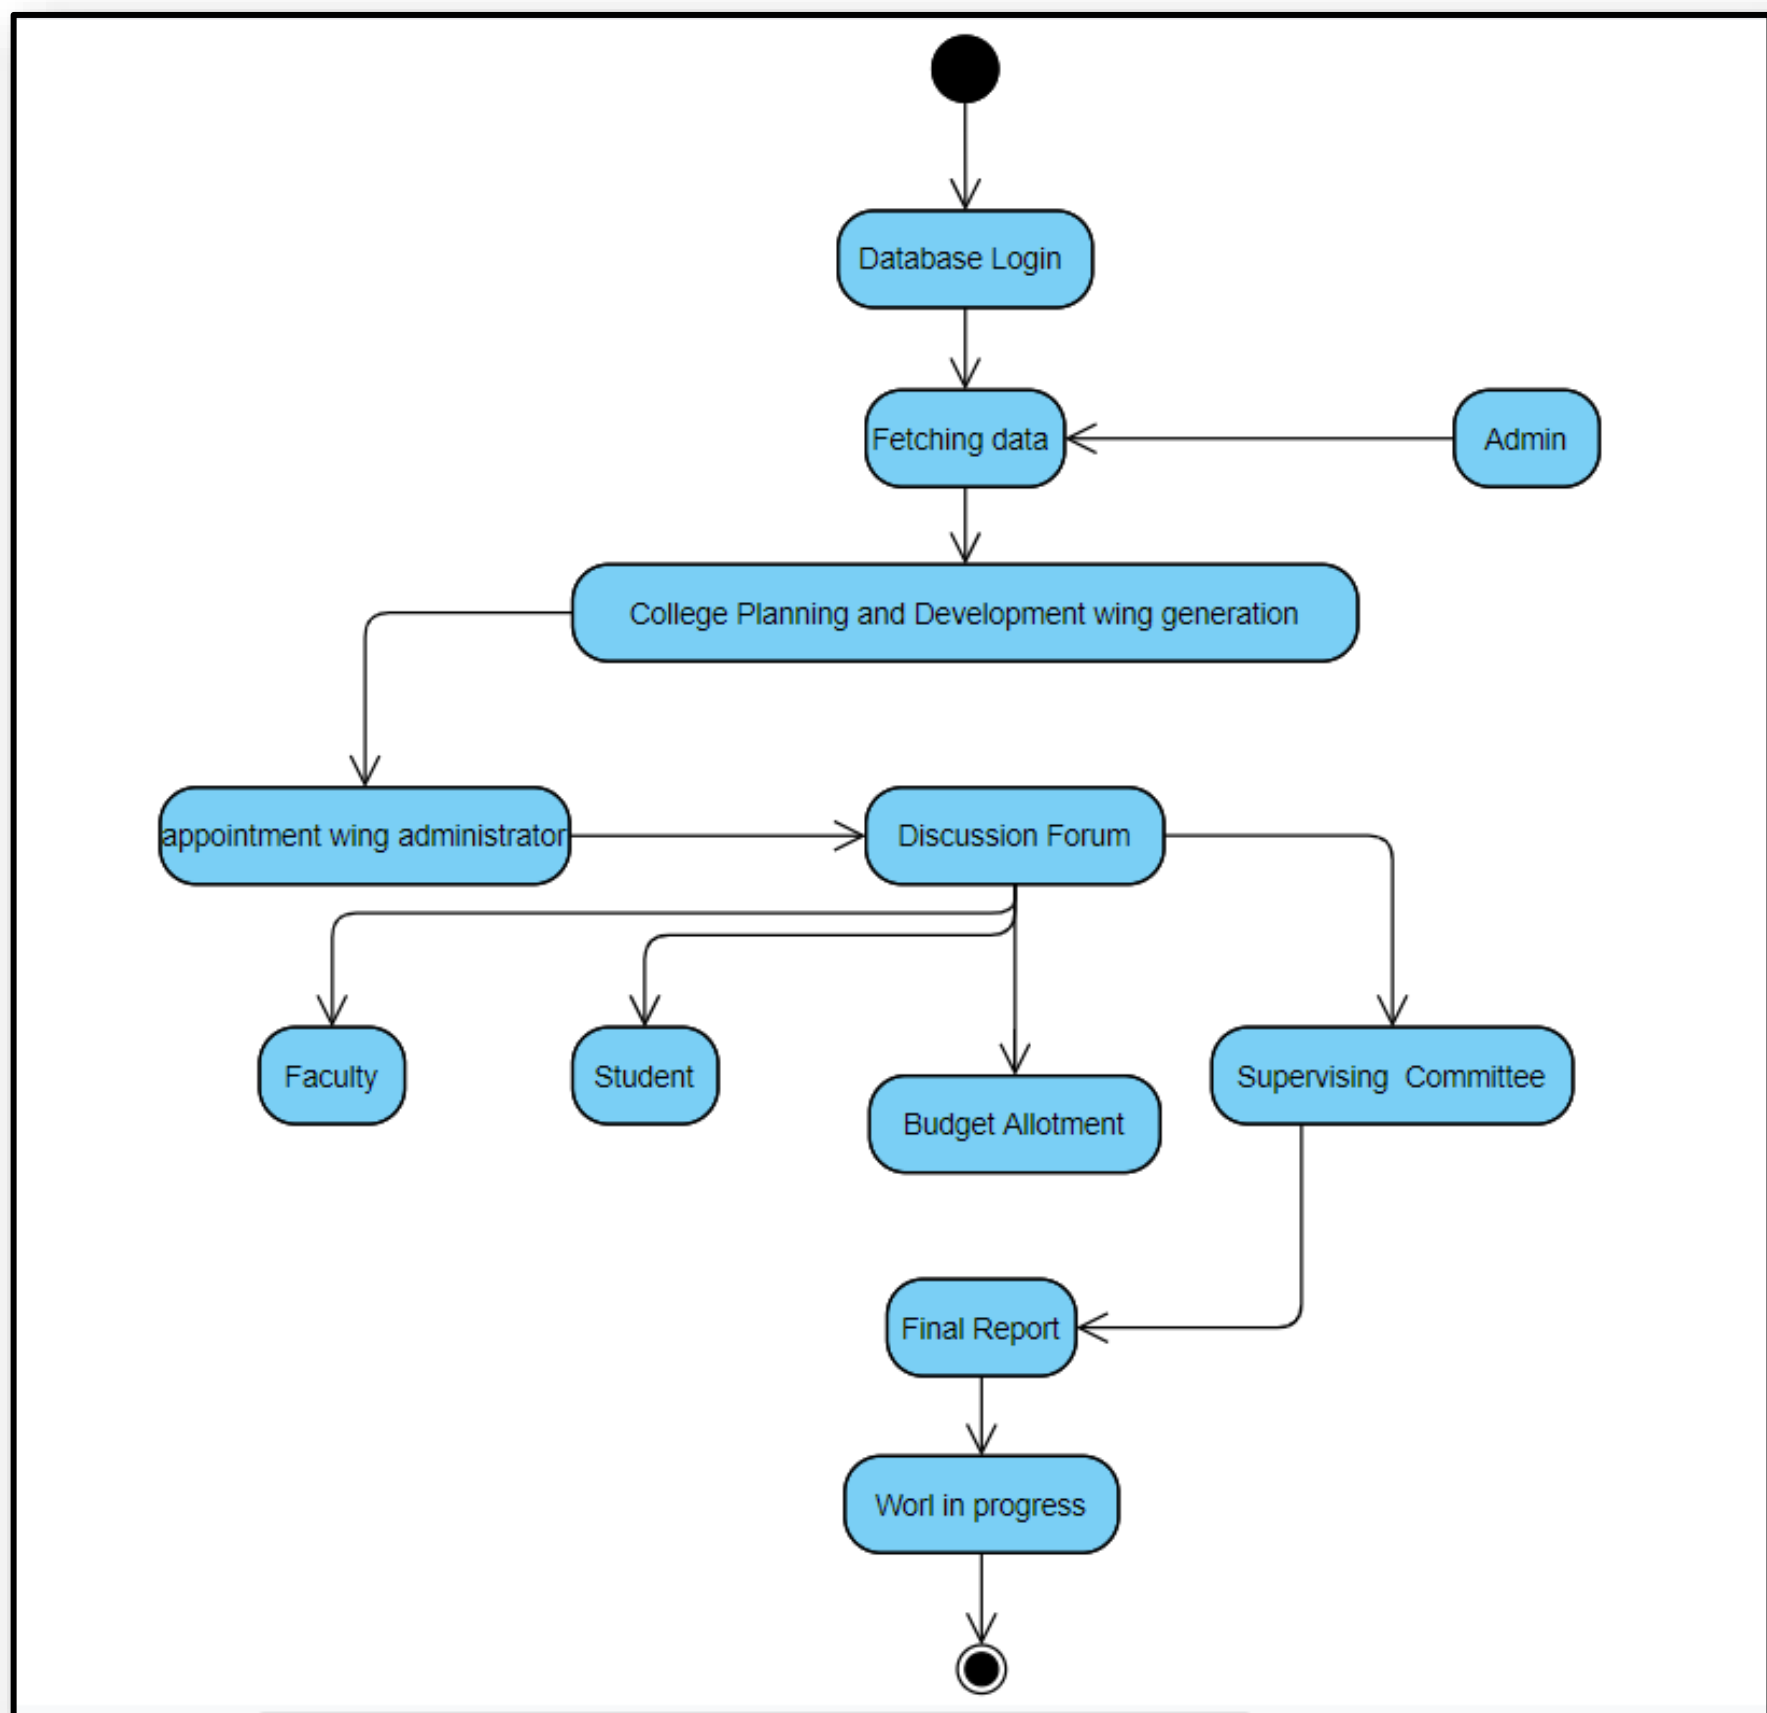 Database Login
Fetching data
Admin
College Planning and Development wing generation
appointment wing administrator
Discussion Forum
Faculty
Student
Budget Allotment
Supervising Committee
Final Report
Worl in progress